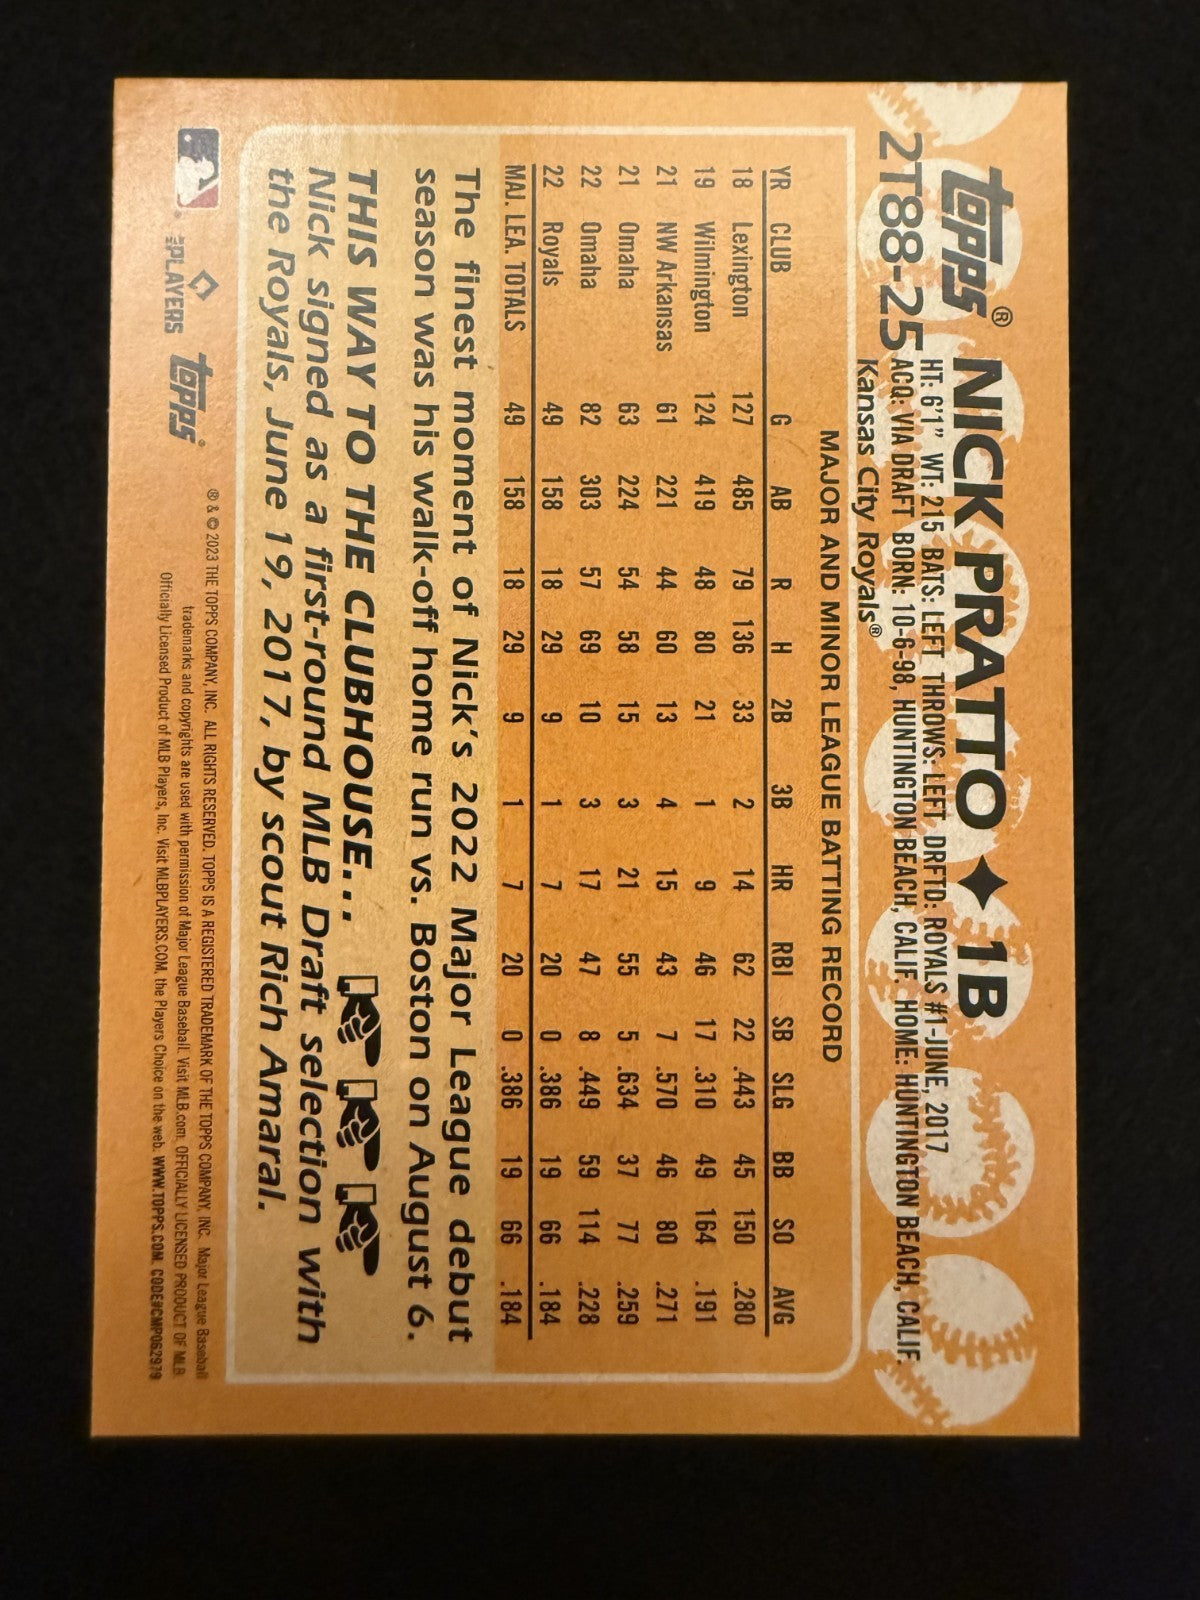 topps®
2T88-25
NICK PRATTO ◆ 1B
HT: 6'1" WT: 215 BATS: LEFT THROWS: LEFT DRFTD: ROYALS #1-JUNE, 2017
ACQ: VIA DRAFT BORN: 10-6-98, HUNTINGTON BEACH, CALIF. HOME: HUNTINGTON BEACH, CALIF.
Kansas City Royals®
MAJOR AND MINOR LEAGUE BATTING RECORD
YR CLUB G AB R H 2B 3B HR RBI SB SLG BB SO AVG
18 Lexington 127 485 79 136 33 2 14 62 22 .443 45 150 .280
19 Wilmington 124 419 48 80 21 1 9 46 17 .310 49 164 .191
21 NW Arkansas 61 221 44 60 13 4 15 43 7 .570 46 80 .271
21 Omaha 63 224 54 58 15 3 21 55 5 .634 37 77 .259
22 Omaha 82 303 57 69 10 3 17 47 8 .449 59 114 .228
22 Royals 49 158 18 29 9 1 7 20 0 .386 19 66 .184
MAJ. LEA. TOTALS 49 158 18 29 9 1 7 20 0 .386 19 66 .184
The finest moment of Nick's 2022 Major League debut
season was his walk-off home run vs. Boston on August 6.
THIS WAY TO THE CLUBHOUSE...
Nick signed as a first-round MLB Draft selection with
the Royals, June 19, 2017, by scout Rich Amaral.
PLAYERS
topps®
® & © 2023 THE TOPPS COMPANY, INC. ALL RIGHTS RESERVED. TOPPS IS A REGISTERED TRADEMARK OF THE TOPPS COMPANY, INC. Major League Baseball
trademarks and copyrights are used with permission of Major League Baseball. Visit MLB.com. OFFICIALLY LICENSED PRODUCT OF MLB
Officially Licensed Product of MLB Players, Inc. Visit MLBPLAYERS.COM, the Players Choice on the web. WWW.TOPPS.COM. CODE#CMP062979